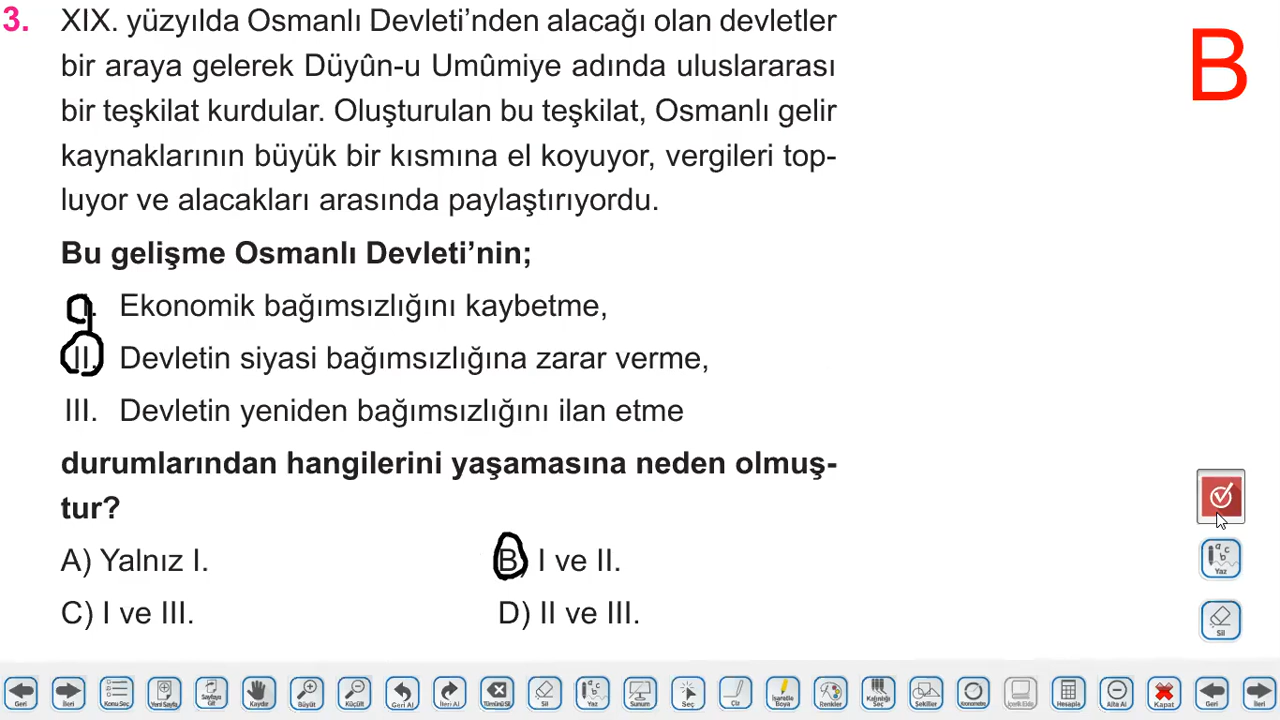 3. XIX. yüzyılda Osmanlı Devleti'nden alacağı olan devletler
bir araya gelerek Düyûn-u Umûmiye adında uluslararası
bir teşkilat kurdular. Oluşturulan bu teşkilat, Osmanlı gelir
kaynaklarının büyük bir kısmına el koyuyor, vergileri top-
luyor ve alacakları arasında paylaştırıyordu.
Bu gelişme Osmanlı Devleti'nin;
I. Ekonomik bağımsızlığını kaybetme,
II. Devletin siyasi bağımsızlığına zarar verme,
III. Devletin yeniden bağımsızlığını ilan etme
durumlarından hangilerini yaşamasına neden olmuş-
tur?
A) Yalnız I.
B) I ve II.
C) I ve III.
D) II ve III.
B
a b c
Yaz
Sil
Geri İleri Konu Seç Yeni Sayfa Sayfaya Git Kaydır Büyüt Küçült Geri Al İleri Al Tümünü Sil Sil Yaz Sunum Seç Çiz İşaretle Boya Renkler Kalınlığı Seç Şekiller Kronometre İçerik Ekle Hesapla Alta Al Kapat Geri İleri